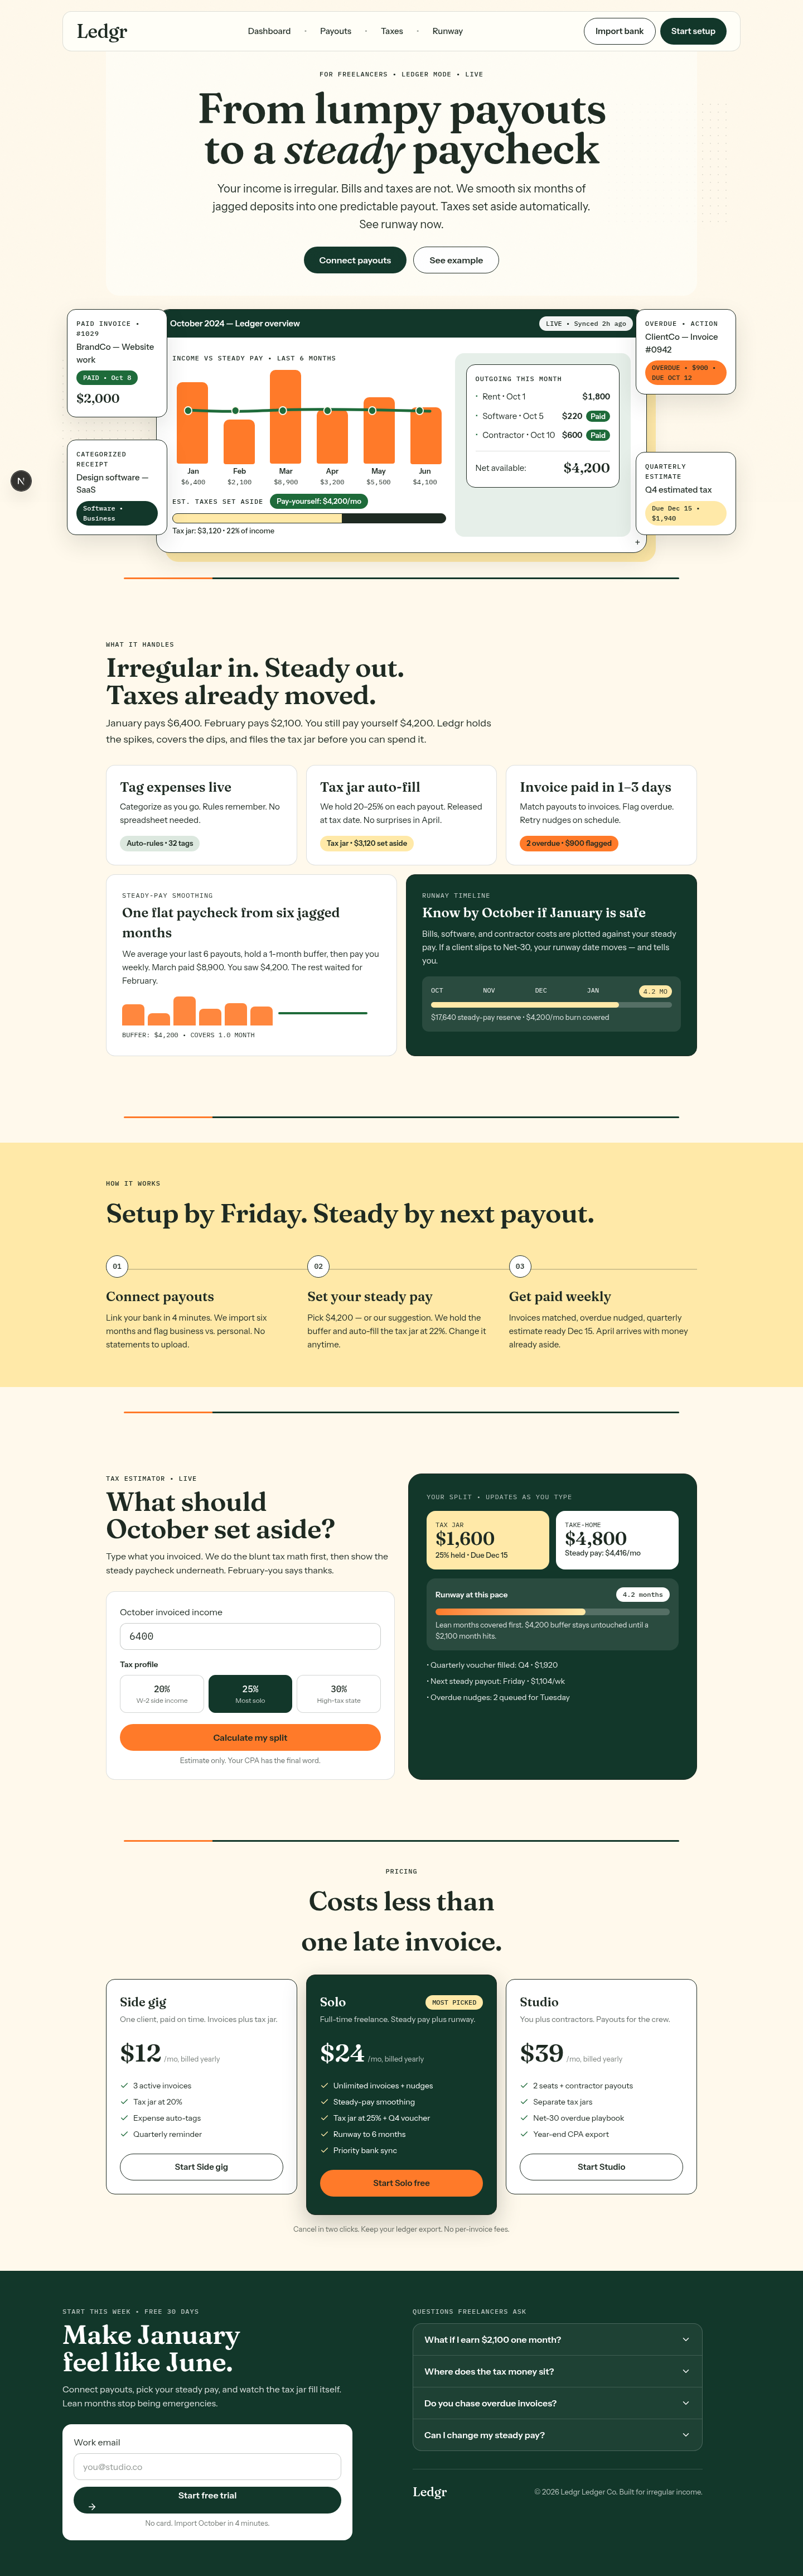 Ledgr
Dashboard • Payouts • Taxes • Runway
Import bank
Start setup
FOR FREELANCERS • LEDGER MODE • LIVE
From lumpy payouts
to a steady paycheck
Your income is irregular. Bills and taxes are not. We smooth six months of
jagged deposits into one predictable payout. Taxes set aside automatically.
See runway now.
Connect payouts
See example
PAID INVOICE •
#1029
BrandCo — Website
work
PAID • Oct 8
$2,000
CATEGORIZED
RECEIPT
Design software —
SaaS
Software •
Business
October 2024 — Ledger overview
LIVE • Synced 2h ago
INCOME VS STEADY PAY • LAST 6 MONTHS
Jan Feb Mar Apr May Jun
$6,400 $2,100 $8,900 $3,200 $5,500 $4,100
EST. TAXES SET ASIDE
Pay-yourself: $4,200/mo
Tax jar: $3,120 • 22% of income
OUTGOING THIS MONTH
• Rent • Oct 1 $1,800
• Software • Oct 5 $220 Paid
• Contractor • Oct 10 $600 Paid
Net available: $4,200
+
OVERDUE • ACTION
ClientCo — Invoice
#0942
OVERDUE • $900 •
DUE OCT 12
QUARTERLY
ESTIMATE
Q4 estimated tax
Due Dec 15 •
$1,940
N
WHAT IT HANDLES
Irregular in. Steady out.
Taxes already moved.
January pays $6,400. February pays $2,100. You still pay yourself $4,200. Ledgr holds
the spikes, covers the dips, and files the tax jar before you can spend it.
Tag expenses live
Categorize as you go. Rules remember. No
spreadsheet needed.
Auto-rules • 32 tags
Tax jar auto-fill
We hold 20–25% on each payout. Released
at tax date. No surprises in April.
Tax jar • $3,120 set aside
Invoice paid in 1–3 days
Match payouts to invoices. Flag overdue.
Retry nudges on schedule.
2 overdue • $900 flagged
STEADY-PAY SMOOTHING
One flat paycheck from six jagged
months
We average your last 6 payouts, hold a 1-month buffer, then pay you
weekly. March paid $8,900. You saw $4,200. The rest waited for
February.
BUFFER: $4,200 • COVERS 1.0 MONTH
RUNWAY TIMELINE
Know by October if January is safe
Bills, software, and contractor costs are plotted against your steady
pay. If a client slips to Net-30, your runway date moves — and tells
you.
OCT NOV DEC JAN 4.2 MO
$17,640 steady-pay reserve • $4,200/mo burn covered
HOW IT WORKS
Setup by Friday. Steady by next payout.
01
Connect payouts
Link your bank in 4 minutes. We import six
months and flag business vs. personal. No
statements to upload.
02
Set your steady pay
Pick $4,200 — or our suggestion. We hold the
buffer and auto-fill the tax jar at 22%. Change it
anytime.
03
Get paid weekly
Invoices matched, overdue nudged, quarterly
estimate ready Dec 15. April arrives with money
already aside.
TAX ESTIMATOR • LIVE
What should
October set aside?
Type what you invoiced. We do the blunt tax math first, then show the
steady paycheck underneath. February-you says thanks.
October invoiced income
6400
Tax profile
20% 25% 30%
W-2 side income Most solo High-tax state
Calculate my split
Estimate only. Your CPA has the final word.
YOUR SPLIT • UPDATES AS YOU TYPE
TAX JAR
$1,600
25% held • Due Dec 15
TAKE-HOME
$4,800
Steady pay: $4,416/mo
Runway at this pace
4.2 months
Lean months covered first. $4,200 buffer stays untouched until a
$2,100 month hits.
• Quarterly voucher filled: Q4 • $1,920
• Next steady payout: Friday • $1,104/wk
• Overdue nudges: 2 queued for Tuesday
PRICING
Costs less than
one late invoice.
Side gig
One client, paid on time. Invoices plus tax jar.
$12 /mo, billed yearly
3 active invoices
Tax jar at 20%
Expense auto-tags
Quarterly reminder
Start Side gig
Solo
MOST PICKED
Full-time freelance. Steady pay plus runway.
$24 /mo, billed yearly
Unlimited invoices + nudges
Steady-pay smoothing
Tax jar at 25% + Q4 voucher
Runway to 6 months
Priority bank sync
Start Solo free
Studio
You plus contractors. Payouts for the crew.
$39 /mo, billed yearly
2 seats + contractor payouts
Separate tax jars
Net-30 overdue playbook
Year-end CPA export
Start Studio
Cancel in two clicks. Keep your ledger export. No per-invoice fees.
START THIS WEEK • FREE 30 DAYS
Make January
feel like June.
Connect payouts, pick your steady pay, and watch the tax jar fill itself.
Lean months stop being emergencies.
Work email
you@studio.co
Start free trial
No card. Import October in 4 minutes.
QUESTIONS FREELANCERS ASK
What if I earn $2,100 one month?
Where does the tax money sit?
Do you chase overdue invoices?
Can I change my steady pay?
Ledgr
© 2026 Ledgr Ledger Co. Built for irregular income.